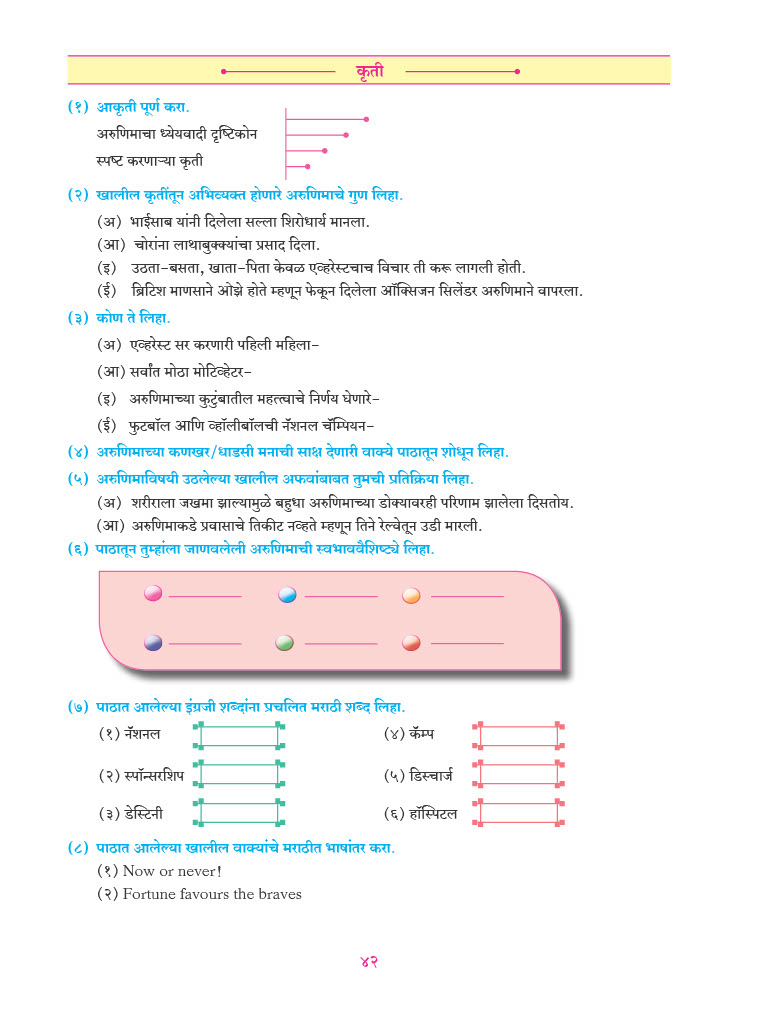 कृती
(१) आकृती पूर्ण करा.
अरुणिमाचा ध्येयवादी दृष्टिकोन
स्पष्ट करणाऱ्या कृती
(२) खालील कृतींतून अभिव्यक्त होणारे अरुणिमाचे गुण लिहा.
(अ) भाईसाब यांनी दिलेला सल्ला शिरोधार्य मानला.
(आ) चोरांना लाथाबुक्क्यांचा प्रसाद दिला.
(इ) उठता-बसता, खाता-पिता केवळ एव्हरेस्टचाच विचार ती करू लागली होती.
(ई) ब्रिटिश माणसाने ओझे होते म्हणून फेकून दिलेला ऑक्सिजन सिलेंडर अरुणिमाने वापरला.
(३) कोण ते लिहा.
(अ) एव्हरेस्ट सर करणारी पहिली महिला-
(आ) सर्वांत मोठा मोटिव्हेटर-
(इ) अरुणिमाच्या कुटुंबातील महत्त्वाचे निर्णय घेणारे-
(ई) फुटबॉल आणि व्हॉलीबॉलची नॅशनल चॅम्पियन-
(४) अरुणिमाच्या कणखर/धाडसी मनाची साक्ष देणारी वाक्ये पाठातून शोधून लिहा.
(५) अरुणिमाविषयी उठलेल्या खालील अफवांबाबत तुमची प्रतिक्रिया लिहा.
(अ) शरीराला जखमा झाल्यामुळे बहुधा अरुणिमाच्या डोक्यावरही परिणाम झालेला दिसतोय.
(आ) अरुणिमाकडे प्रवासाचे तिकीट नव्हते म्हणून तिने रेल्वेतून उडी मारली.
(६) पाठातून तुम्हांला जाणवलेली अरुणिमाची स्वभाववैशिष्ट्ये लिहा.
(७) पाठात आलेल्या इंग्रजी शब्दांना प्रचलित मराठी शब्द लिहा.
(१) नॅशनल (४) कॅम्प
(२) स्पॉन्सरशिप (५) डिस्चार्ज
(३) डेस्टिनी (६) हॉस्पिटल
(८) पाठात आलेल्या खालील वाक्यांचे मराठीत भाषांतर करा.
(१) Now or never!
(२) Fortune favours the braves
४२